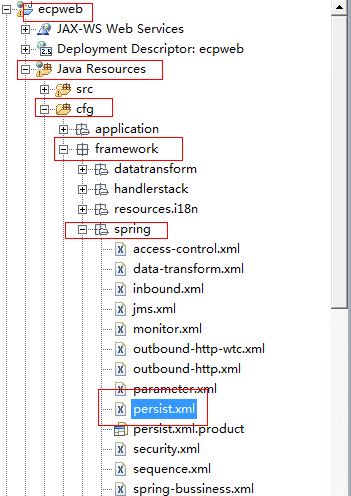 ecpweb
JAX-WS Web Services
Deployment Descriptor: ecpweb
Java Resources
src
cfg
application
framework
datatransform
handlerstack
resources.i18n
spring
access-control.xml
data-transform.xml
inbound.xml
jms.xml
monitor.xml
outbound-http-wtc.xml
outbound-http.xml
parameter.xml
persist.xml
persist.xml.product
security.xml
sequence.xml
spring-bussiness.xml